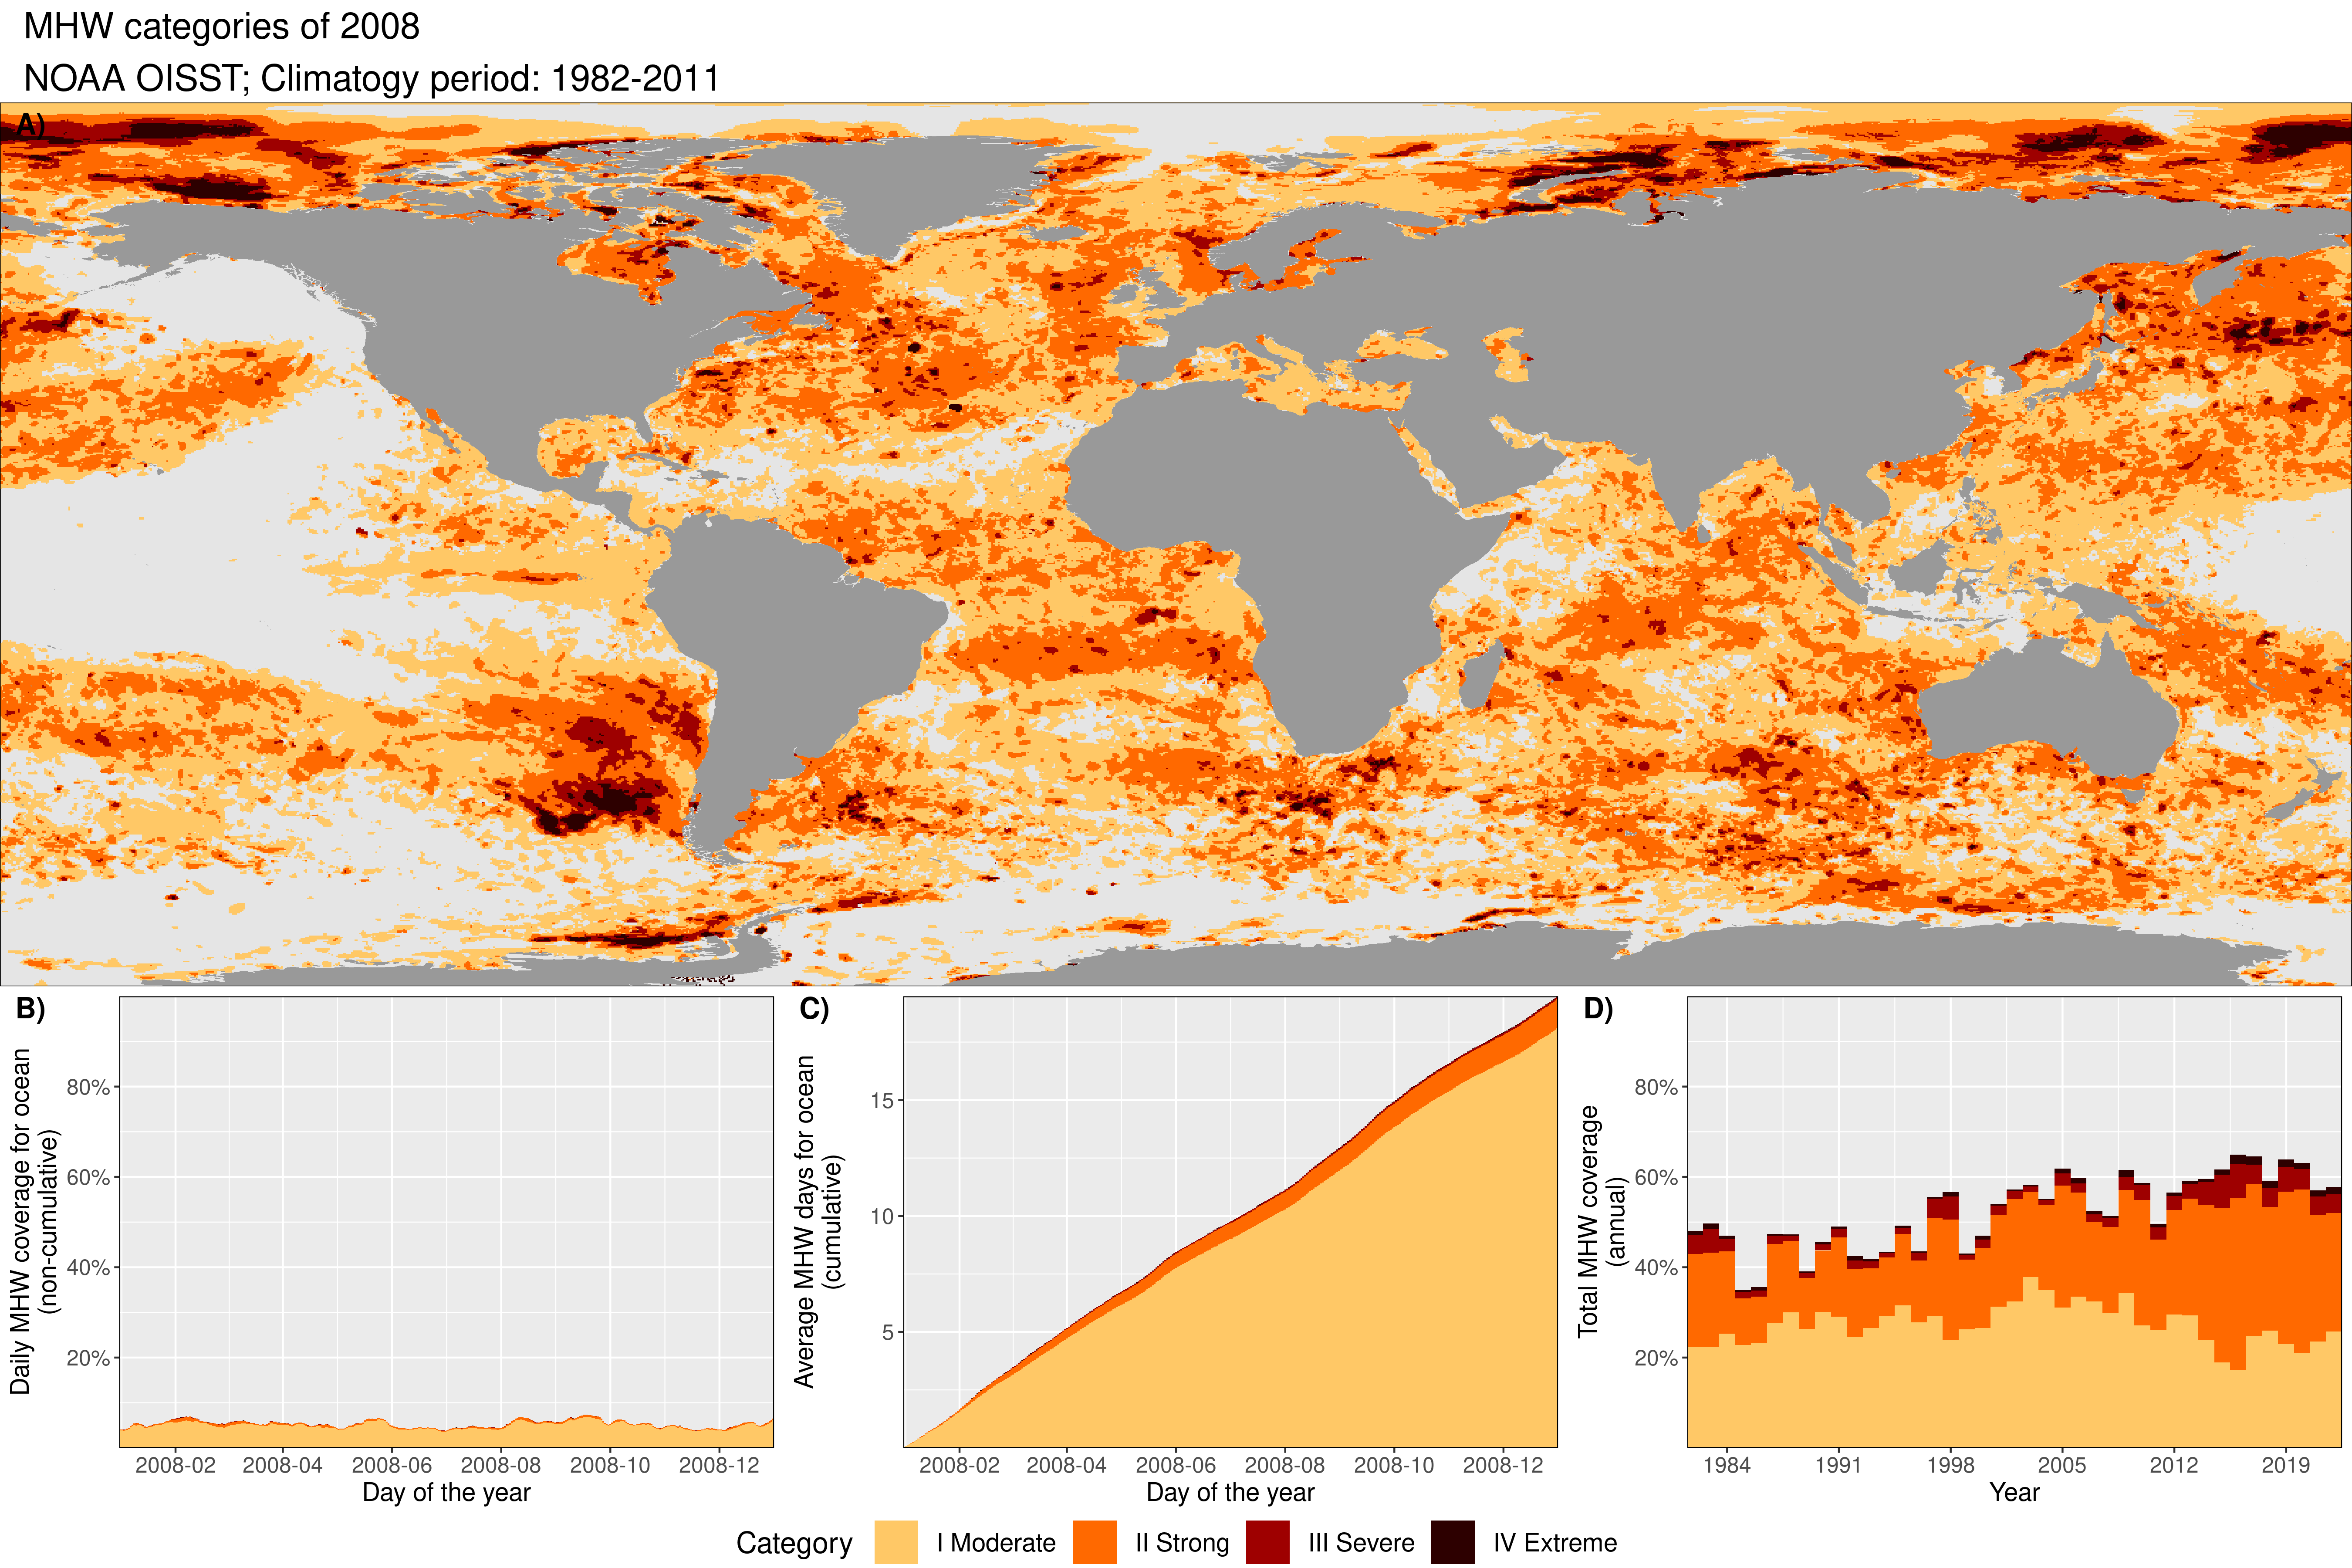 MHW categories of 2008
NOAA OISST; Climatogy period: 1982-2011
A)
B)
Daily MHW coverage for ocean
(non-cumulative)
80%
60%
40%
20%
2008-02 2008-04 2008-06 2008-08 2008-10 2008-12
Day of the year
C)
Average MHW days for ocean
(cumulative)
15
10
5
2008-02 2008-04 2008-06 2008-08 2008-10 2008-12
Day of the year
D)
Total MHW coverage
(annual)
80%
60%
40%
20%
1984 1991 1998 2005 2012 2019
Year
Category I Moderate II Strong III Severe IV Extreme